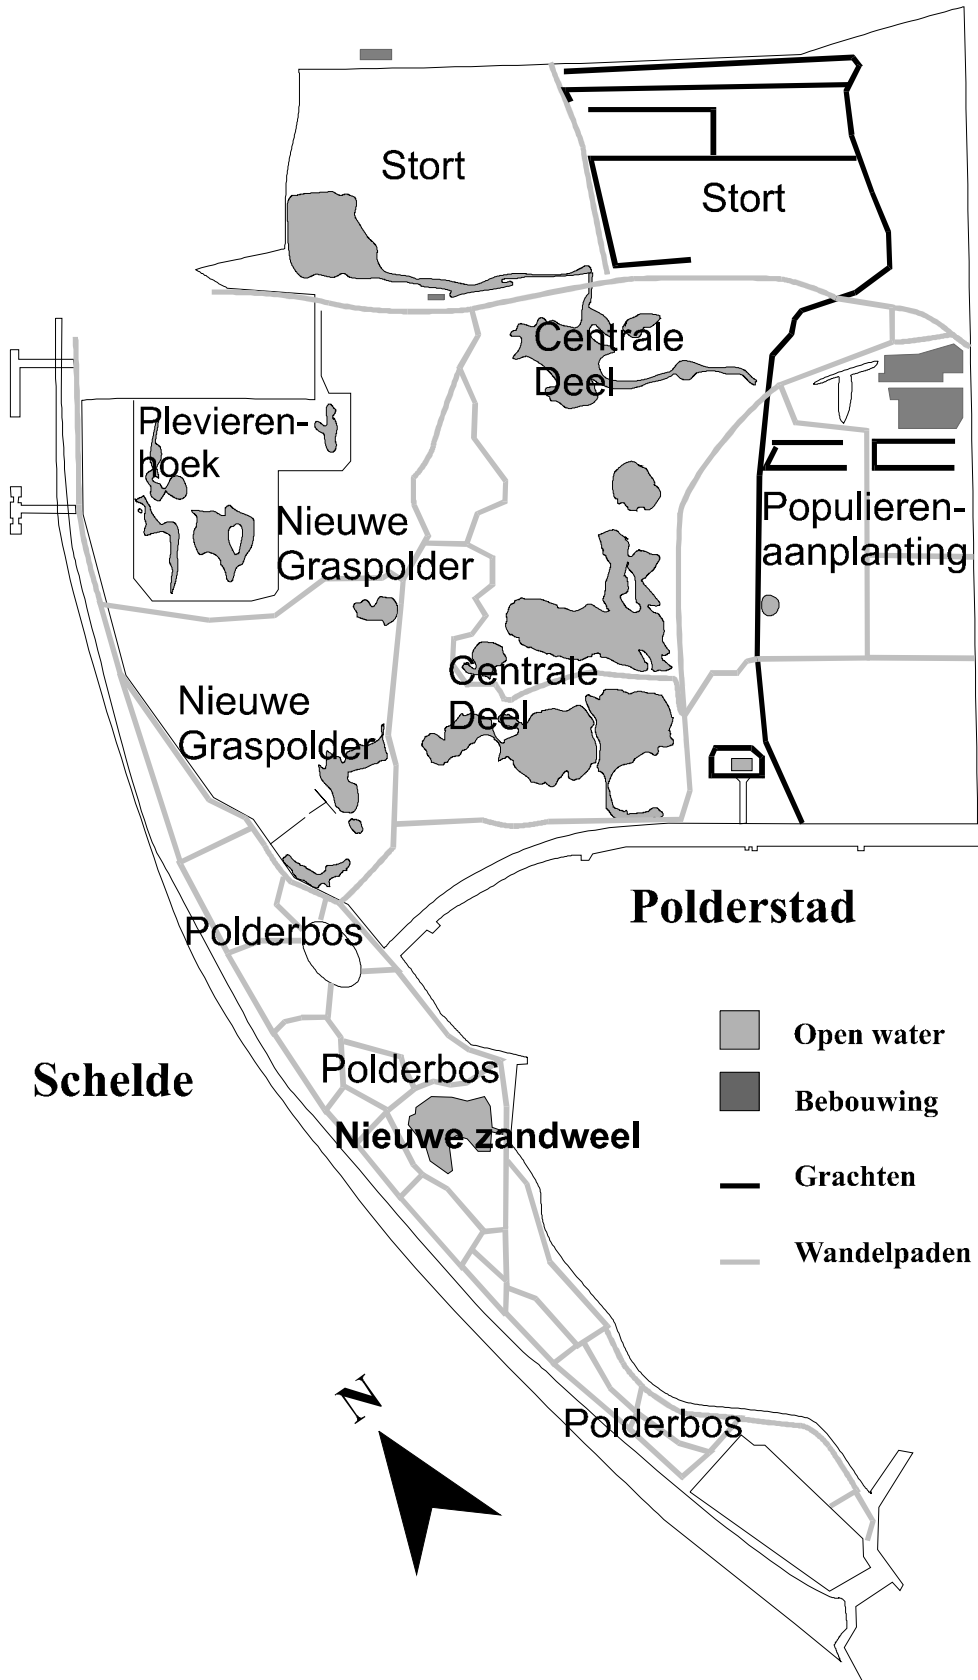 Stort
Stort
Centrale
Deel
Plevieren-
hoek
Nieuwe
Graspolder
Populieren-
aanplanting
Centrale
Deel
Nieuwe
Graspolder
Polderstad
Polderbos
Open water
Schelde
Polderbos
Bebouwing
Nieuwe zandweel
Grachten
Wandelpaden
N
Polderbos